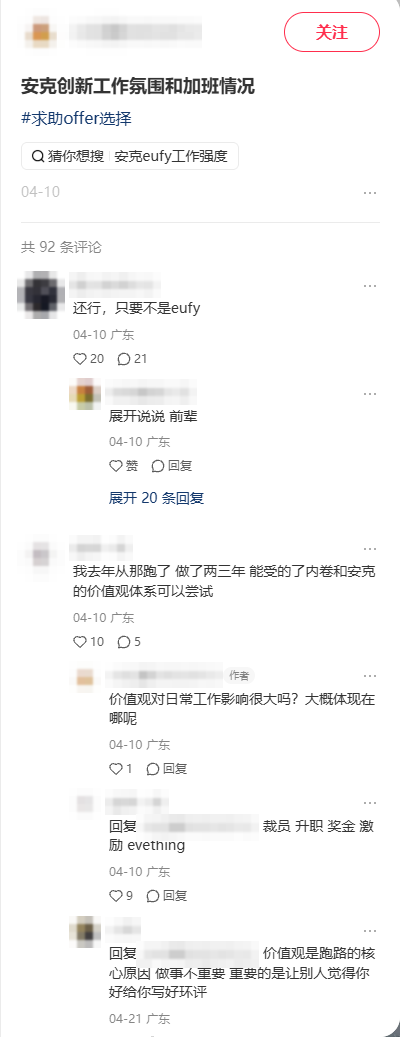 关注
安克创新工作氛围和加班情况
#求助offer选择
猜你想搜 安克eufy工作强度
04-10
共 92 条评论
还行，只要不是eufy
04-10 广东
20 21
展开说说 前辈
04-10 广东
赞 回复
展开 20 条回复
我去年从那跑了 做了两三年 能受的了内卷和安克
的价值观体系可以尝试
04-10 广东
10 5
作者
价值观对日常工作影响很大吗？大概体现在
哪呢
04-10 广东
1 回复
回复 裁员 升职 奖金 激
励 evething
04-10 广东
9 回复
回复 价值观是跑路的核
心原因 做事不重要 重要的是让别人觉得你
好给你写好环评
04-21 广东